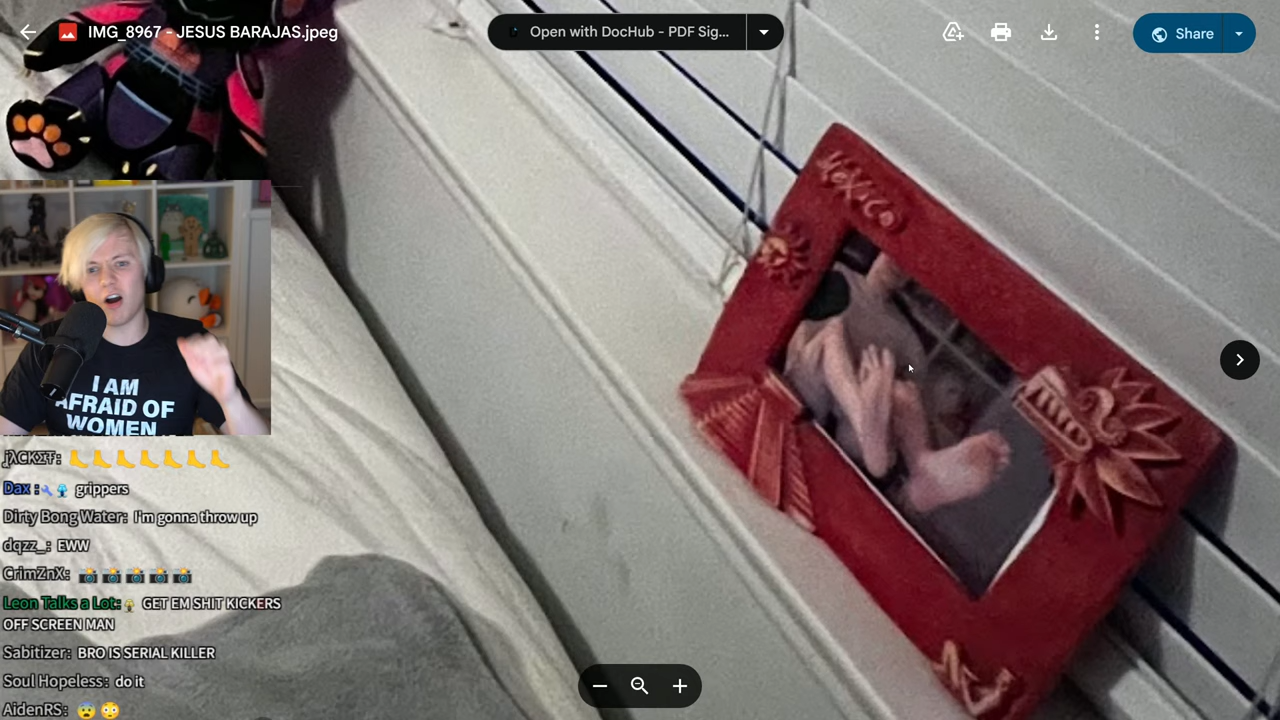 IMG_8967 - JESUS BARAJAS.jpeg
Open with DocHub - PDF Sig...
Share
MEXICO
I AM
AFRAID OF
WOMEN
Dax : grippers
Dirty Bong Water: I'm gonna throw up
dqzz_: EWW
CrimZnX:
Leon Talks a Lot: GET EM SHIT KICKERS
OFF SCREEN MAN
Sabitizer: BRO IS SERIAL KILLER
Soul Hopeless: do it
AidenRS: